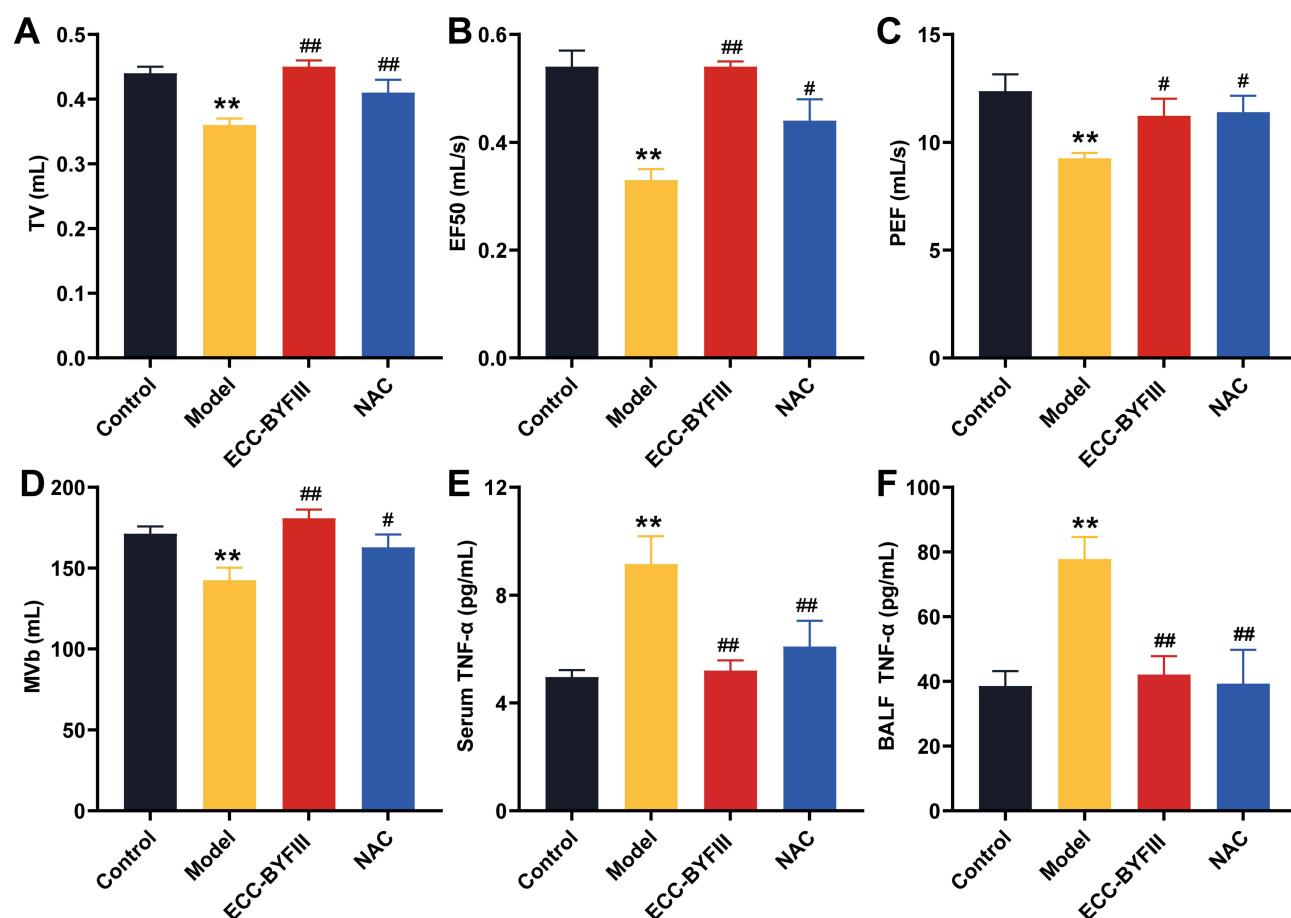 A
TV (mL)
0.5
0.4
0.3
0.2
0.1
0.0
**
##
##
Control
Model
ECC-BYFIII
NAC
B
EF50 (mL/s)
0.6
0.4
0.2
0.0
**
##
#
Control
Model
ECC-BYFIII
NAC
C
PEF (mL/s)
15
10
5
0
**
#
#
Control
Model
ECC-BYFIII
NAC
D
MVb (mL)
200
150
100
50
0
**
##
#
Control
Model
ECC-BYFIII
NAC
E
Serum TNF-α (pg/mL)
12
8
4
0
**
##
##
Control
Model
ECC-BYFIII
NAC
F
BALF TNF-α (pg/mL)
100
80
60
40
20
0
**
##
##
Control
Model
ECC-BYFIII
NAC